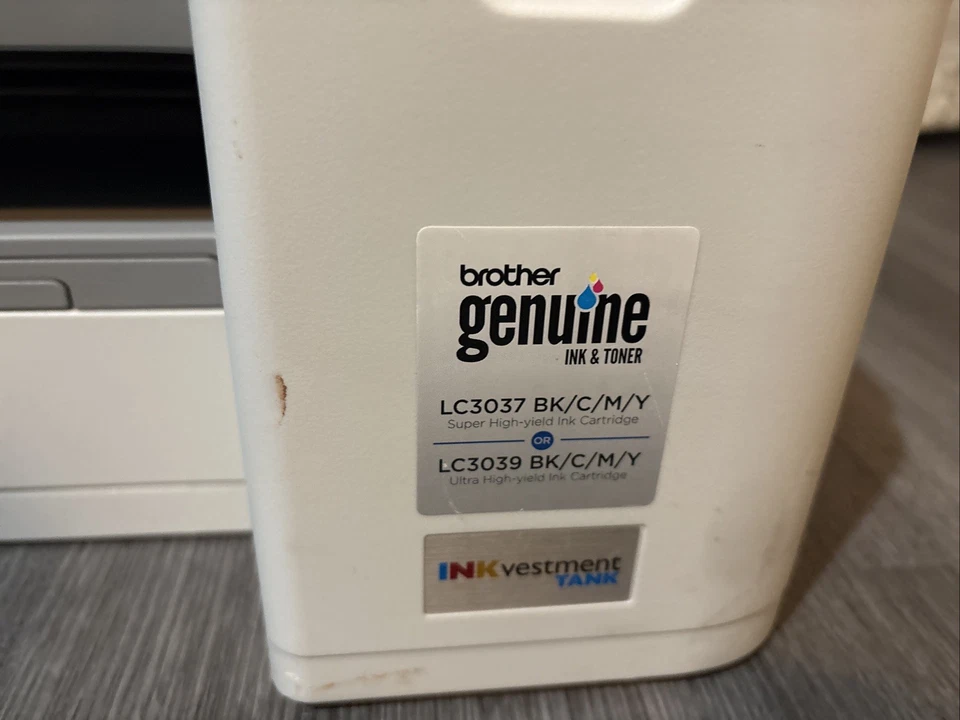 brother
genuine
INK & TONER
LC3037 BK/C/M/Y
Super High-yield Ink Cartridge
OR
LC3039 BK/C/M/Y
Ultra High-yield Ink Cartridge
INKvestment
TANK